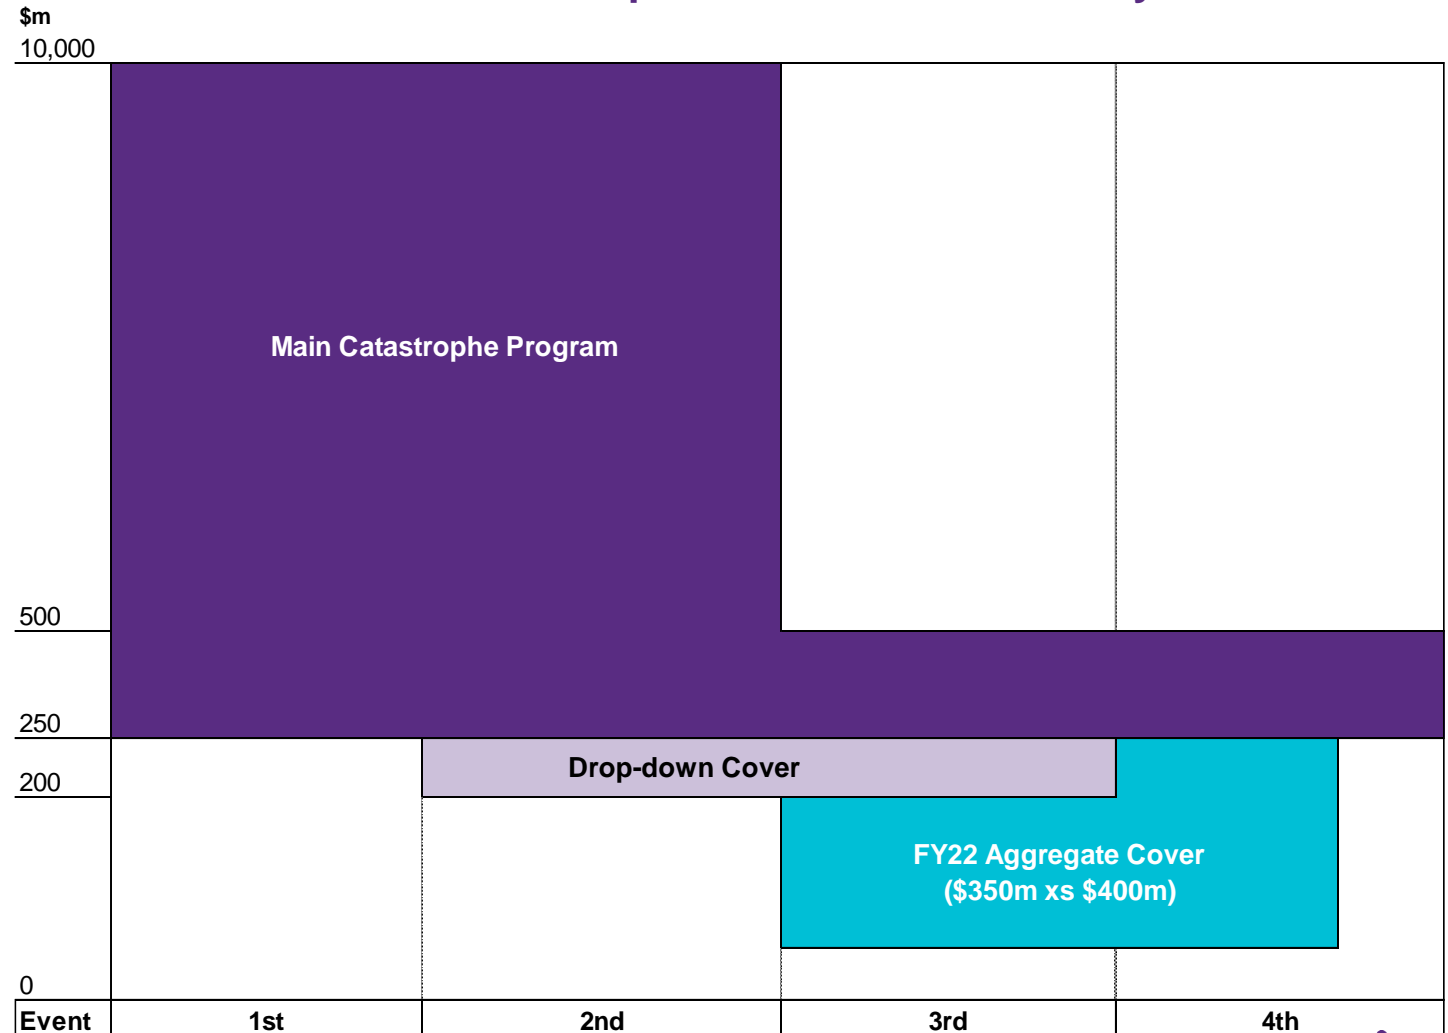 $m
10,000
Main Catastrophe Program
500
250
Drop-down Cover
200
FY22 Aggregate Cover
($350m xs $400m)
0
Event 1st 2nd 3rd 4th